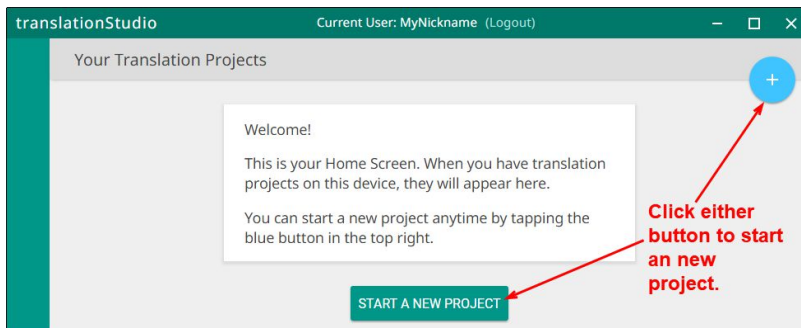 translationStudio
Current User: MyNickname (Logout)
Your Translation Projects
+
Welcome!
This is your Home Screen. When you have translation
projects on this device, they will appear here.
You can start a new project anytime by tapping the
blue button in the top right.
Click either
button to start
an new
project.
START A NEW PROJECT